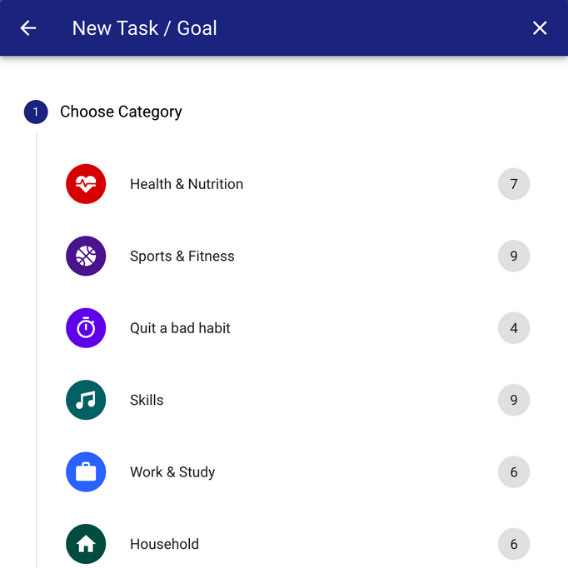 New Task / Goal
1 Choose Category
Health & Nutrition 7
Sports & Fitness 9
Quit a bad habit 4
Skills 9
Work & Study 6
Household 6